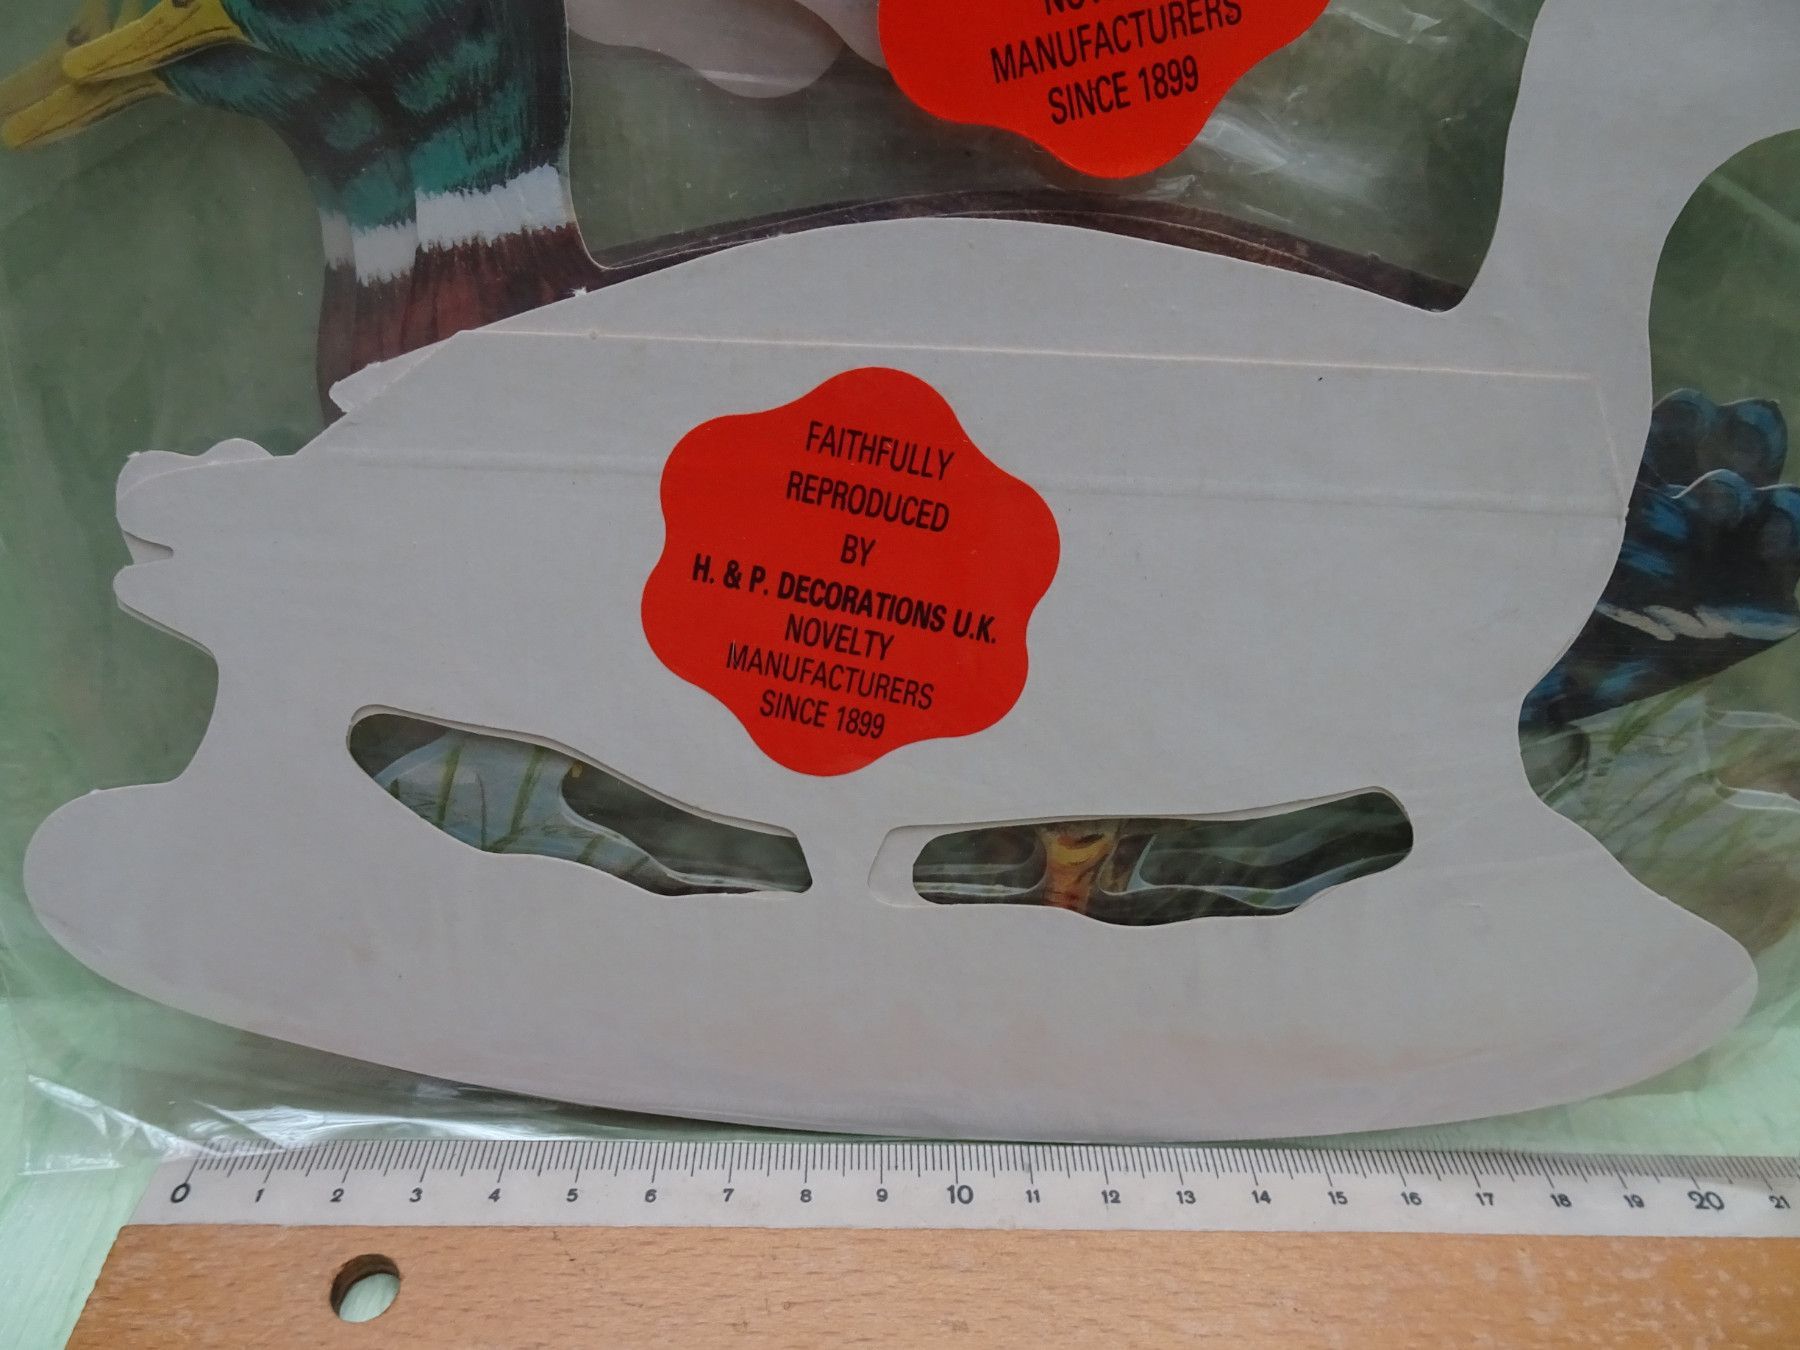 MANUFACTURERS
SINCE 1899
FAITHFULLY
REPRODUCED
BY
H. & P. DECORATIONS U.K.
NOVELTY
MANUFACTURERS
SINCE 1899
0 1 2 3 4 5 6 7 8 9 10 11 12 13 14 15 16 17 18 19 20 21